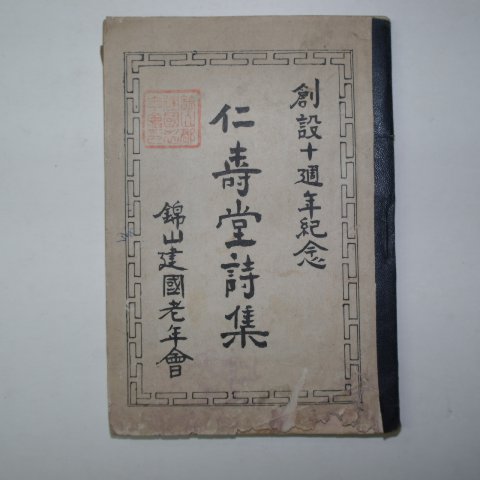 創設十週年紀念
仁壽堂詩集
錦山建國老年會